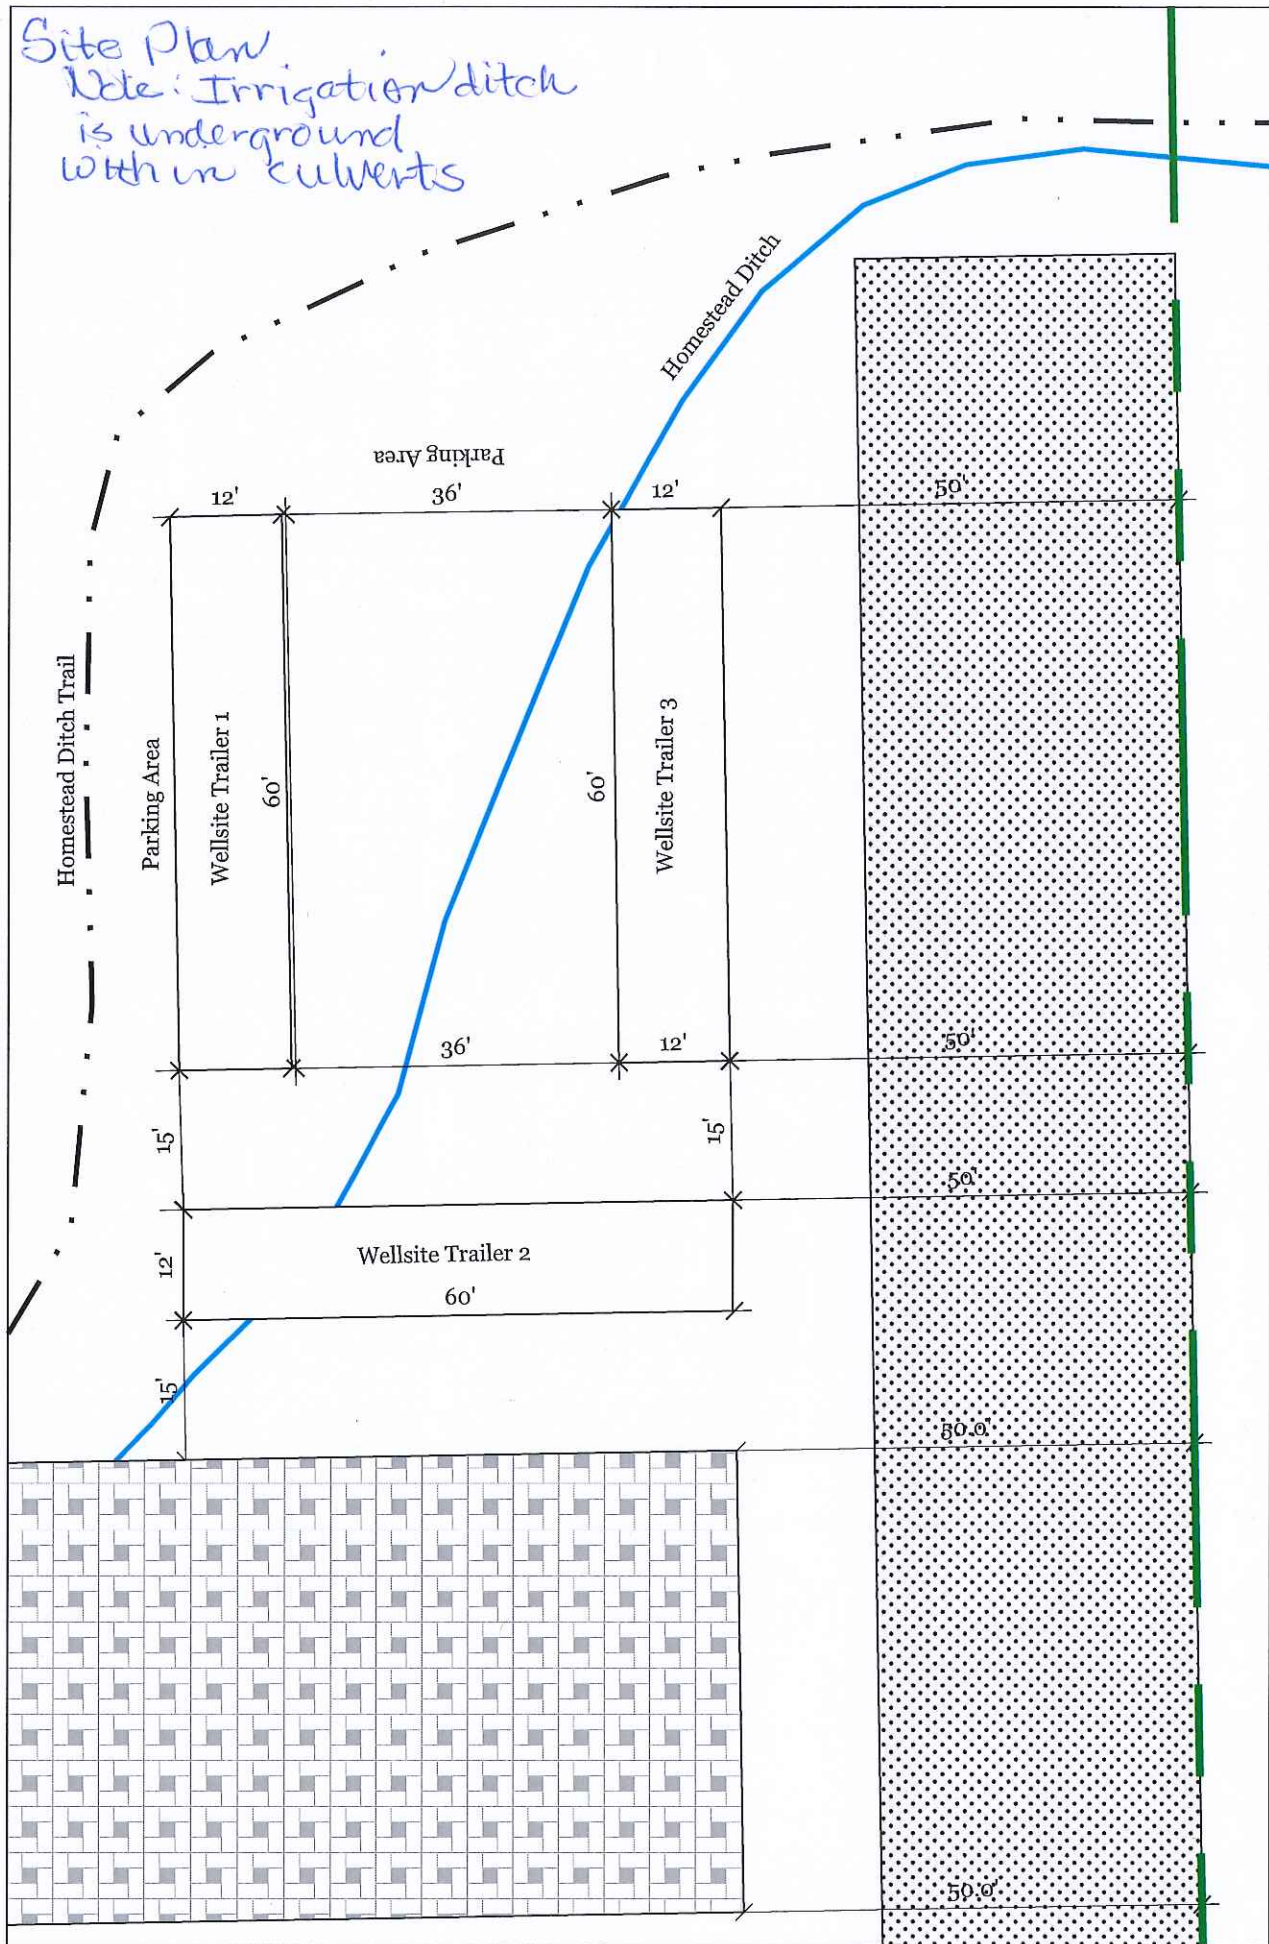 Site Plan
Note: Irrigation ditch
is underground
within culverts
Homestead Ditch
Parking Area
12'
36'
12'
50'
Homestead Ditch Trail
Parking Area
Wellsite Trailer 1
60'
60'
Wellsite Trailer 3
36'
12'
50'
15'
15'
50'
12'
Wellsite Trailer 2
60'
15'
50.0'
50.0'